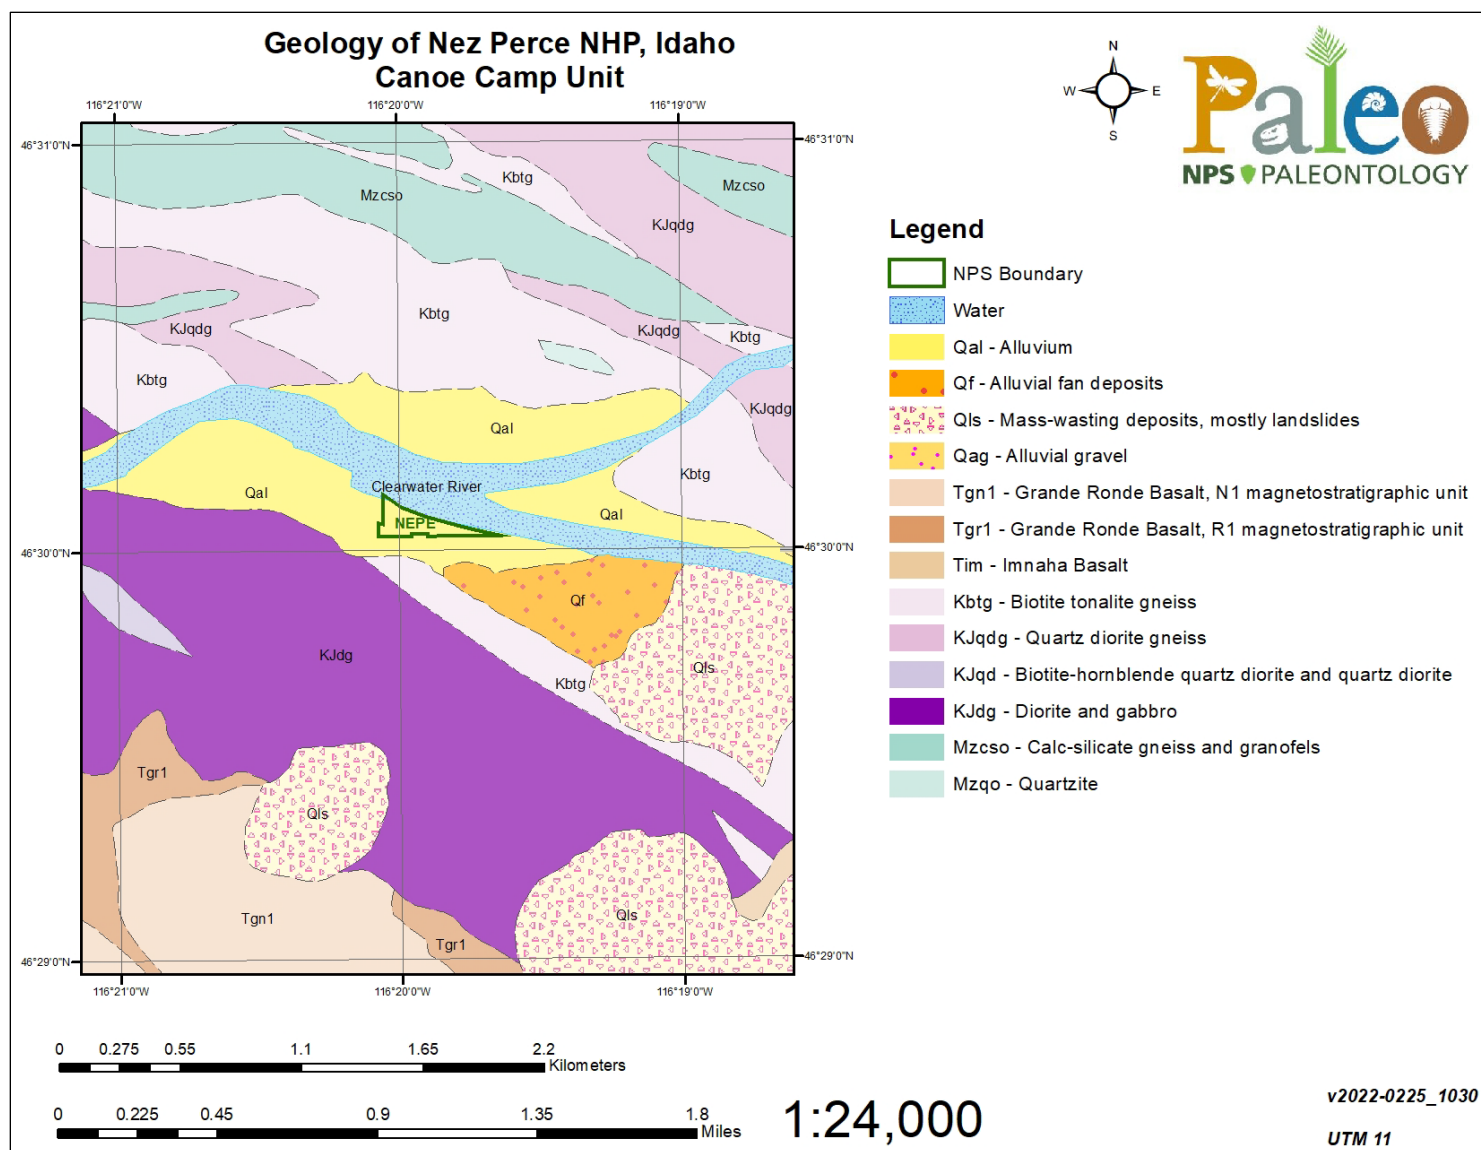 Geology of Nez Perce NHP, Idaho
Canoe Camp Unit
N
W E
S
Paleo
NPS PALEONTOLOGY
116°21'0"W 116°20'0"W 116°19'0"W
46°31'0"N 46°31'0"N
Kbtg
Mzcso
Mzcso
KJqdg
Kbtg
KJqdg
KJqdg
Kbtg
Kbtg
KJqdg
Qal
Kbtg
Clearwater River
Qal
Qal
NEPE
46°30'0"N 46°30'0"N
Qf
KJdg
Qls
Kbtg
Tgr1
Qls
Tgn1
Qls
Tgr1
46°29'0"N 46°29'0"N
116°21'0"W 116°20'0"W 116°19'0"W
Legend
NPS Boundary
Water
Qal - Alluvium
Qf - Alluvial fan deposits
Qls - Mass-wasting deposits, mostly landslides
Qag - Alluvial gravel
Tgn1 - Grande Ronde Basalt, N1 magnetostratigraphic unit
Tgr1 - Grande Ronde Basalt, R1 magnetostratigraphic unit
Tim - Imnaha Basalt
Kbtg - Biotite tonalite gneiss
KJqdg - Quartz diorite gneiss
KJqd - Biotite-hornblende quartz diorite and quartz diorite
KJdg - Diorite and gabbro
Mzcso - Calc-silicate gneiss and granofels
Mzqo - Quartzite
0 0.275 0.55 1.1 1.65 2.2
Kilometers
0 0.225 0.45 0.9 1.35 1.8
Miles
1:24,000
v2022-0225_1030
UTM 11